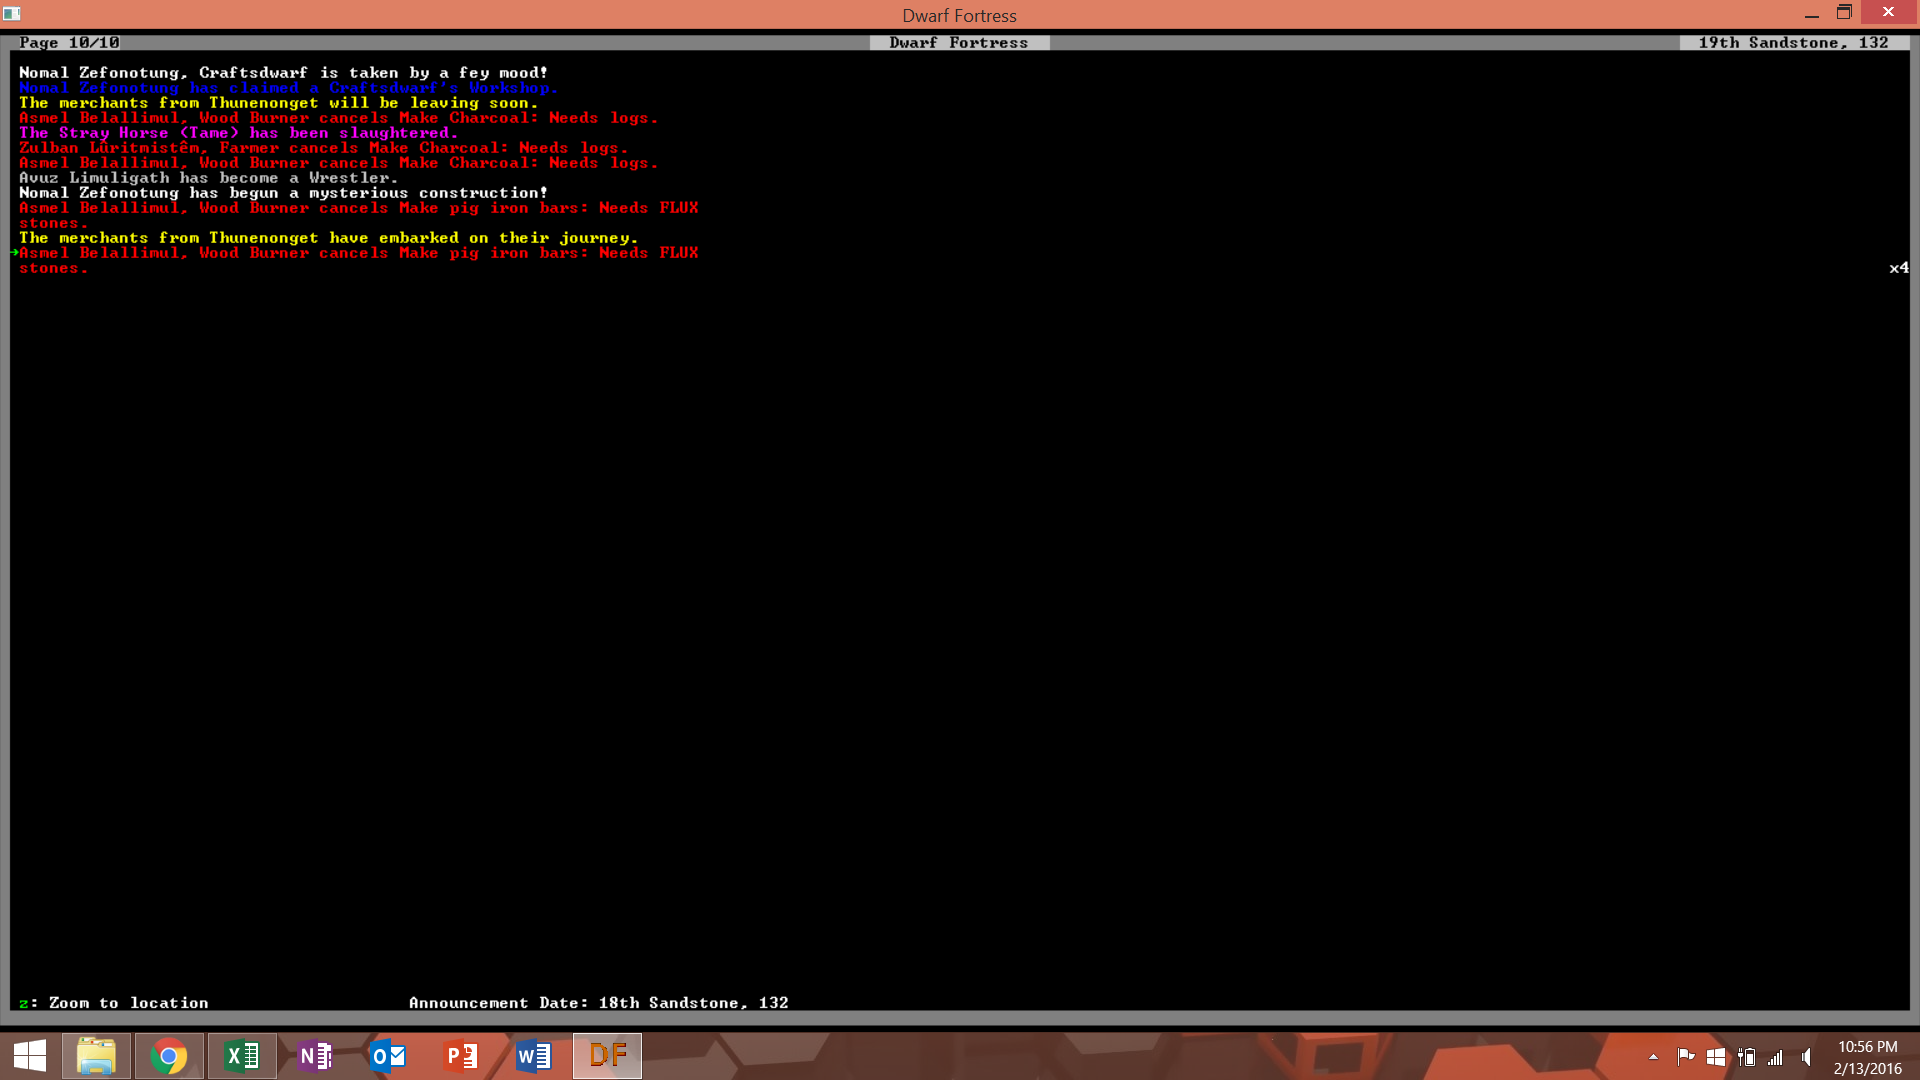 Dwarf Fortress
Page 10/10 Dwarf Fortress 19th Sandstone, 132
Nomal Zefonotung, Craftsdwarf is taken by a fey mood!
Nomal Zefonotung has claimed a Craftsdwarf's Workshop.
The merchants from Thunenonget will be leaving soon.
Asmel Belallimul, Wood Burner cancels Make Charcoal: Needs logs.
The Stray Horse (Tame) has been slaughtered.
Zulban Lûritmistêm, Farmer cancels Make Charcoal: Needs logs.
Asmel Belallimul, Wood Burner cancels Make Charcoal: Needs logs.
Avuz Limuligath has become a Wrestler.
Nomal Zefonotung has begun a mysterious construction!
Asmel Belallimul, Wood Burner cancels Make pig iron bars: Needs FLUX
stones.
The merchants from Thunenonget have embarked on their journey.
→Asmel Belallimul, Wood Burner cancels Make pig iron bars: Needs FLUX
stones. x4
z: Zoom to location Announcement Date: 18th Sandstone, 132
DF
10:56 PM
2/13/2016